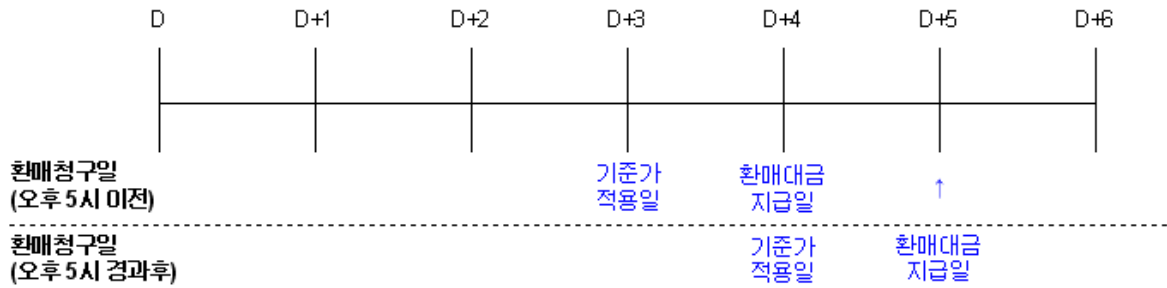 D D+1 D+2 D+3 D+4 D+5 D+6
환매청구일 기준가 환매대금 ↑
(오후 5시 이전) 적용일 지급일
환매청구일 기준가 환매대금
(오후 5시 경과후) 적용일 지급일